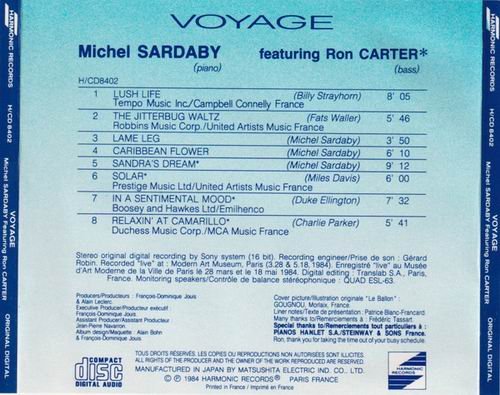 VOYAGE
Michel SARDABY featuring Ron CARTER*
(piano) (bass)
H/CD8402
1 LUSH LIFE (Billy Strayhorn) 8' 05
Tempo Music Inc/Campbell Connelly France
2 THE JITTERBUG WALTZ (Fats Waller) 5' 46
Robbins Music Corp./United Artists Music France
3 LAME LEG (Michel Sardaby) 3' 50
4 CARIBBEAN FLOWER (Michel Sardaby) 6' 10
5 SANDRA'S DREAM* (Michel Sardaby) 9' 12
6 SOLAR* (Miles Davis) 6' 00
Prestige Music Ltd/United Artists Music France
7 IN A SENTIMENTAL MOOD* (Duke Ellington) 7' 32
Boosey and Hawkes Ltd/Emilhenco
8 RELAXIN' AT CAMARILLO* (Charlie Parker) 5' 41
Duchess Music Corp./MCA Music France
Stereo original digital recording by Sony system (16 bit). Recording engineer/Prise de son : Gérard
Robin. Recorded "live" at : Modern Art Museum, Paris (3.28 & 5.18, 1984). Enregistré "live" au Musée
d'Art Moderne de la Ville de Paris le 28 mars et le 18 mai 1984. Digital editing : Translab S.A., Paris,
France. Monitoring speakers/Contrôle de balance stéréophonique : QUAD ESL-63.
Producers/Producteurs : François-Dominique Jouis
& Alain Leclerc.
Executive Producer/Producteur exécutif :
François-Dominique Jouis
Assistant Producer/Assistant Producteur
Jean-Pierre Navarron.
Album design/Maquette : Alain Bohn
& François-Dominique Jouis.
Cover picture/Illustration originale "Le Ballon" :
GOUGNOU, Morlaix, France.
Liner notes/Texte de présentation : Patrice Blanc-Francard.
Many thanks/Remerciements à : Frédéric Tassart.
Special thanks to/Remerciements tout particuliers à :
PIANOS HANLET S.A./STEINWAY & SONS France.
Ron, thank you for taking the time out of your busy schedule.
COMPACT
disc
DIGITAL AUDIO
TOUS DROITS RÉSERVÉS. LES COPIES OU REPRODUCTIONS NON AUTORISÉES SONT ILLICITES.
ALL RIGHTS OF THE PRODUCER AND THE OWNER OF THE WORK REPRODUCED ARE RESERVED.
MANUFACTURED IN JAPAN BY MATSUSHITA ELECTRIC IND. CO., LTD.
Ⓟ © 1984 HARMONIC RECORDS® PARIS FRANCE
Printed in France / Imprimé en France
HARMONIC
RECORDS
HARMONIC RECORDS
H/CD 8402
VOYAGE
Michel SARDABY Featuring Ron CARTER
ORIGINAL DIGITAL
HARMONIC RECORDS
H/CD 8402
VOYAGE
Michel SARDABY Featuring Ron CARTER
ORIGINAL DIGITAL